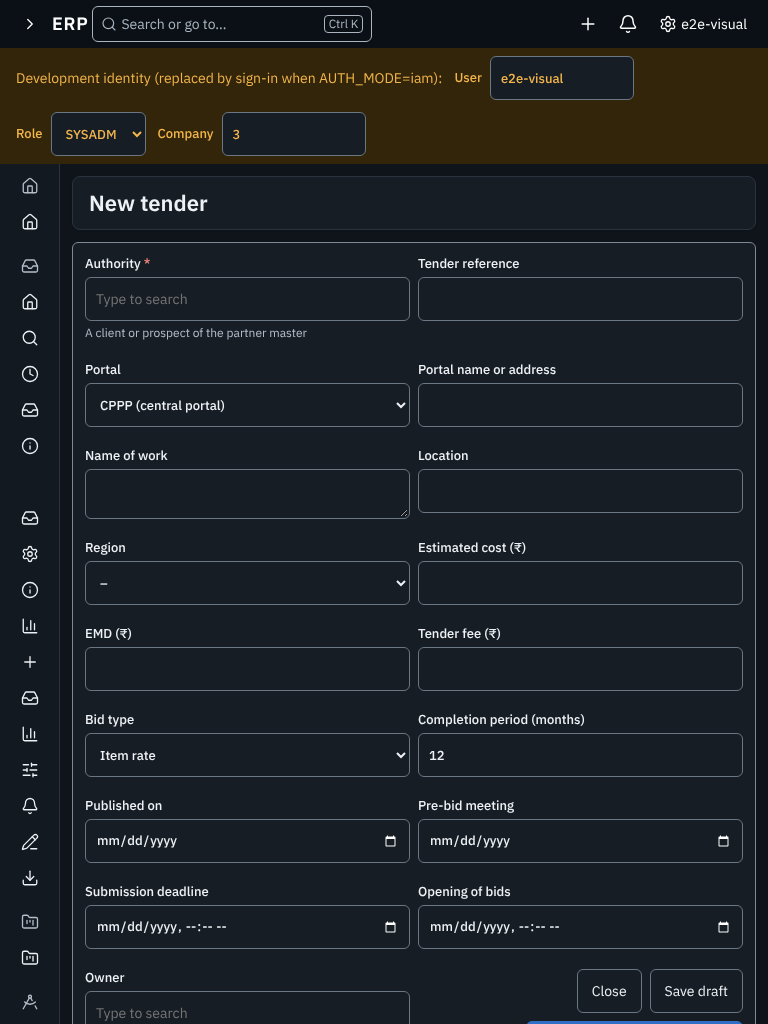 ERP
Search or go to...
Ctrl K
e2e-visual
Development identity (replaced by sign-in when AUTH_MODE=iam):
User
e2e-visual
Role
SYSADM
Company
3
New tender
Authority *
Tender reference
Type to search
A client or prospect of the partner master
Portal
Portal name or address
CPPP (central portal)
Name of work
Location
Region
Estimated cost (₹)
–
EMD (₹)
Tender fee (₹)
Bid type
Completion period (months)
Item rate
12
Published on
Pre-bid meeting
mm/dd/yyyy
mm/dd/yyyy
Submission deadline
Opening of bids
mm/dd/yyyy, --:-- --
mm/dd/yyyy, --:-- --
Owner
Close
Save draft
Type to search